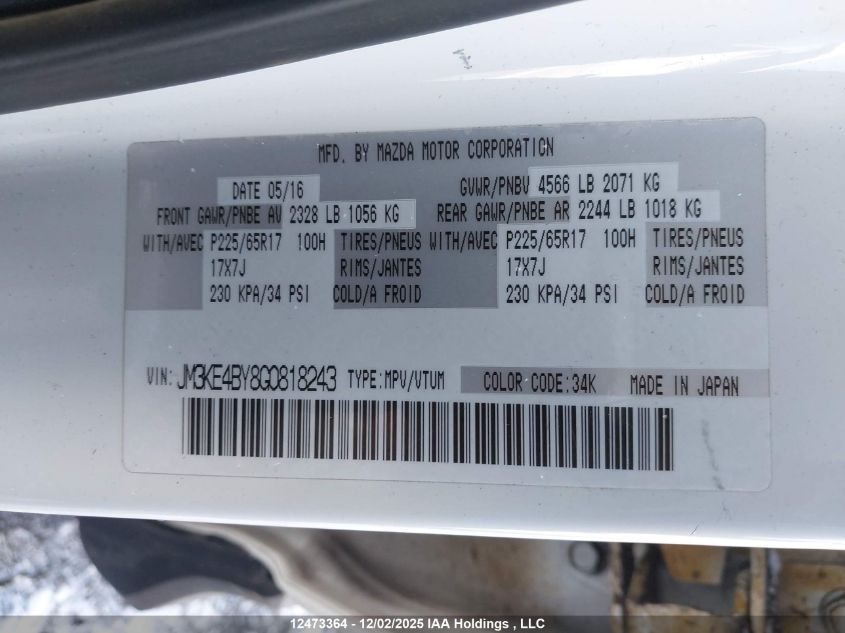 MFD. BY MAZDA MOTOR CORPORATION
DATE 05/16 GVWR/PNBV 4566 LB 2071 KG
FRONT GAWR/PNBE AV 2328 LB 1056 KG REAR GAWR/PNBE AR 2244 LB 1018 KG
WITH/AVEC P225/65R17 100H TIRES/PNEUS WITH/AVEC P225/65R17 100H TIRES/PNEUS
17X7J RIMS/JANTES 17X7J RIMS/JANTES
230 KPA/34 PSI COLD/A FROID 230 KPA/34 PSI COLD/A FROID
VIN: JM3KE4BY8G0818243 TYPE:MPV/VTUM COLOR CODE:34K MADE IN JAPAN
12473364 - 12/02/2025 IAA Holdings , LLC